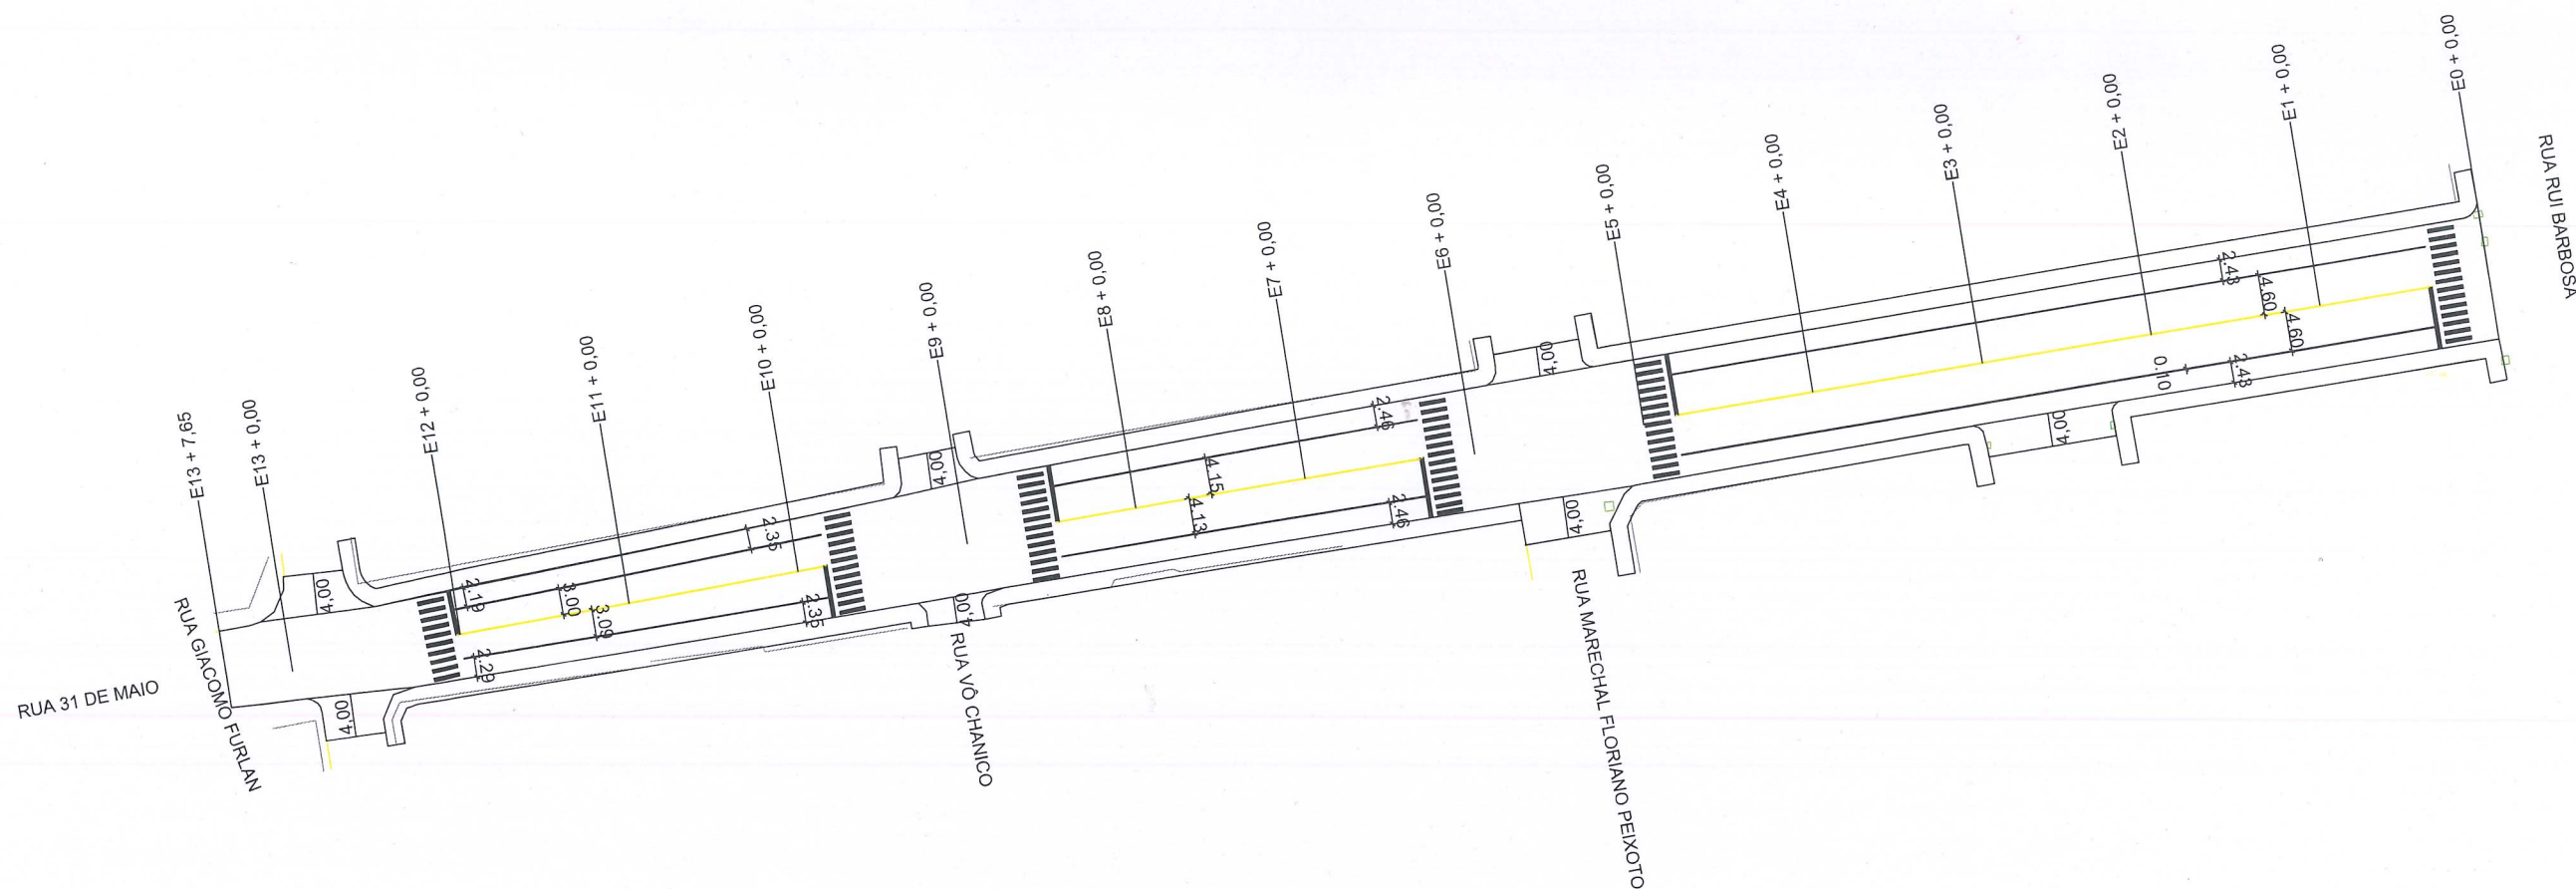 E0 + 0,00
E1 + 0,00
E2 + 0,00
E3 + 0,00
E4 + 0,00
E5 + 0,00
E6 + 0,00
E7 + 0,00
E8 + 0,00
E9 + 0,00
E10 + 0,00
E11 + 0,00
E12 + 0,00
E13 + 0,00
E13 + 7,65
RUA RUI BARBOSA
2.43
4.60
4.60
0.10
2.43
4,00
4,00
4,00
2.46
4.15
4.13
2.46
4,00
4,00
2.35
2.35
2.19
3.00
3.09
2.29
4,00
4,00
RUA 31 DE MAIO
RUA GIACOMO FURLAN
RUA VÔ CHANICO
RUA MARECHAL FLORIANO PEIXOTO